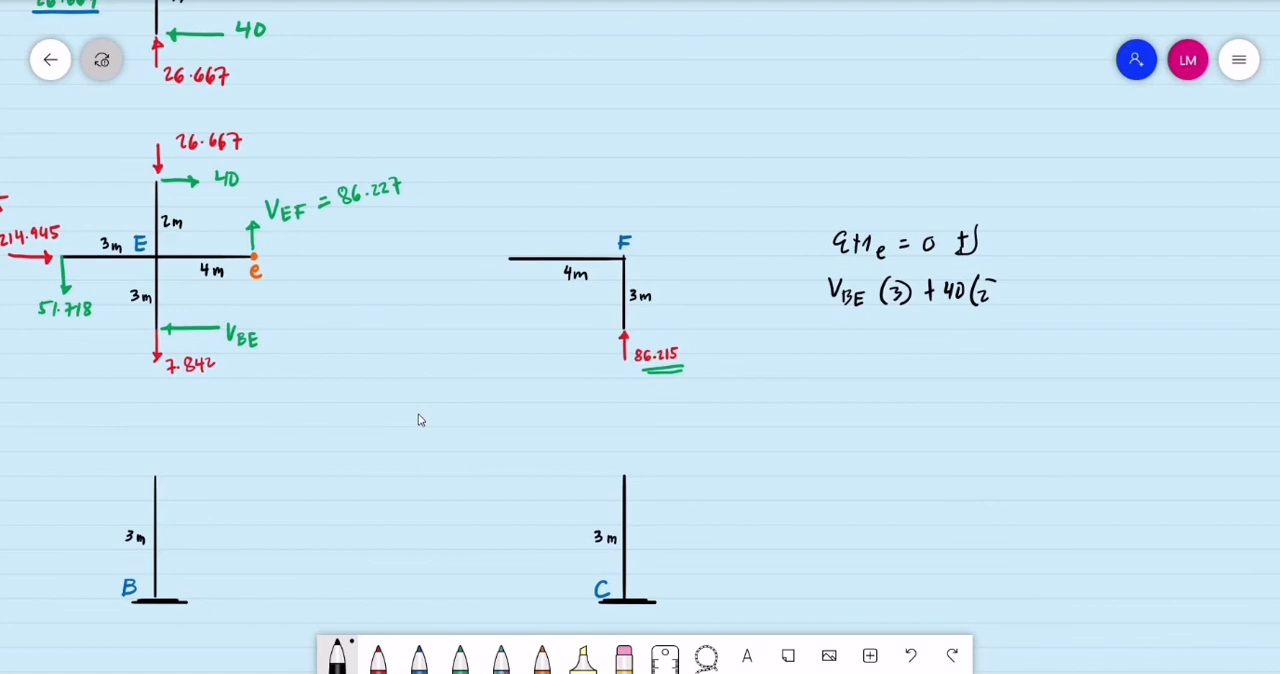 40
26.667
26.667
40
V_EF = 86.227
2m
214.945
3m
E
4m
e
3m
51.718
V_BE
7.842
F
4m
3m
86.215
= 0
V_BE (3) + 40(2
3m
B
3m
C
LM
A